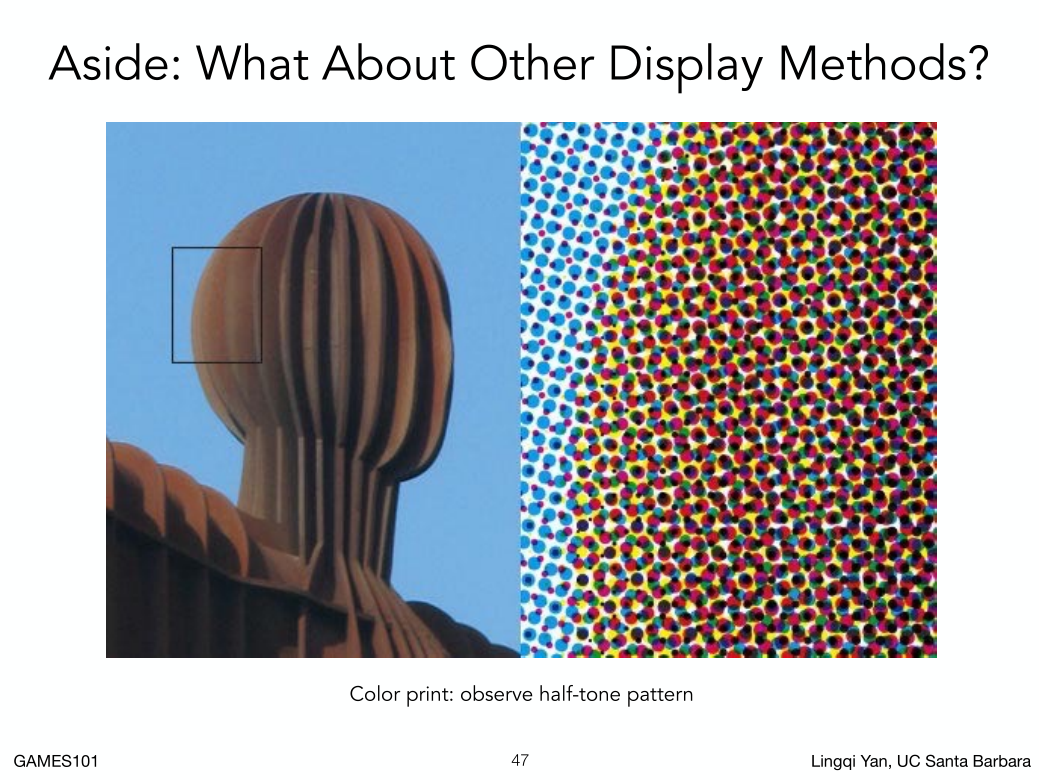 Aside: What About Other Display Methods?
Color print: observe half-tone pattern
GAMES101
47
Lingqi Yan, UC Santa Barbara